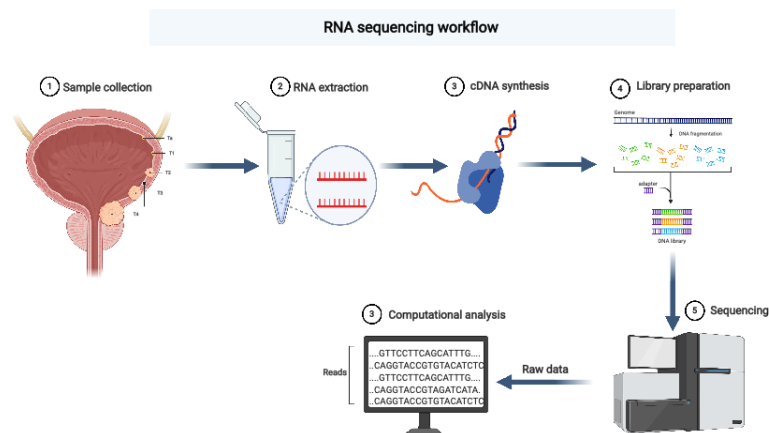 RNA sequencing workflow
1 Sample collection
2 RNA extraction
3 cDNA synthesis
4 Library preparation
Ta
T1
T2
T3
T4
Genome
DNA fragmentation
adapter
DNA library
5 Sequencing
3 Computational analysis
Raw data
Reads
....GTTCCTTCAGCATTTG....
..CAGGTACCGTGTACATCTC
....GTTCCTTCAGCATTTG....
..CAGGTACCGTAGATCATA.
..CAGGTACCGTGTACATCTC